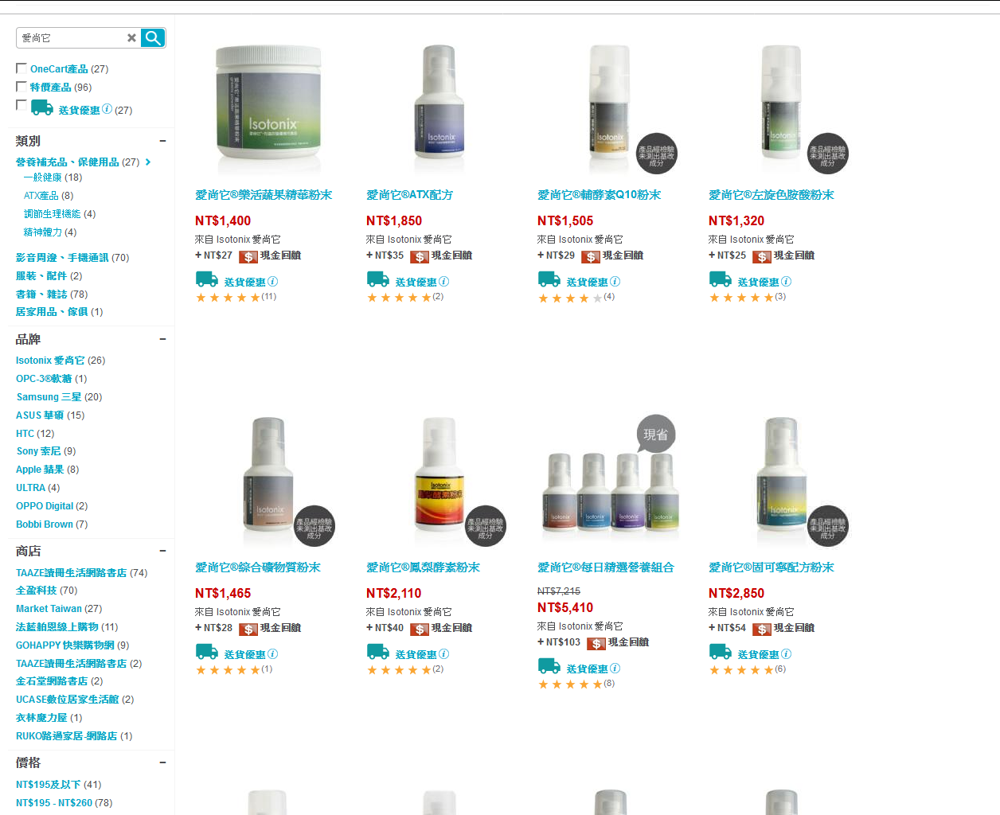 愛尚它
OneCart產品 (27)
特價產品 (96)
送貨優惠 (27)
類別
營養補充品、保健用品 (27)
一般健康 (18)
ATX產品 (8)
調節生理機能 (4)
精神體力 (4)
影音周邊、手機通訊 (70)
服裝、配件 (2)
書籍、雜誌 (78)
居家用品、傢俱 (1)
品牌
Isotonix 愛尚它 (26)
OPC-3®軟糖 (1)
Samsung 三星 (20)
ASUS 華碩 (15)
HTC (12)
Sony 索尼 (9)
Apple 蘋果 (8)
ULTRA (4)
OPPO Digital (2)
Bobbi Brown (7)
商店
TAAZE讀冊生活網路書店 (74)
全盈科技 (70)
Market Taiwan (27)
法藍舶恩線上購物 (11)
GOHAPPY 快樂購物網 (9)
TAAZE讀冊生活網路書店 (2)
金石堂網路書店 (2)
UCASE數位居家生活館 (2)
衣林魔力屋 (1)
RUKO路過家居-網路店 (1)
價格
NT$195及以下 (41)
NT$195 - NT$260 (78)
Isotonix
愛尚它®樂活蔬果精華粉末
NT$1,400
來自 Isotonix 愛尚它
+ NT$27 現金回饋
送貨優惠
(11)
Isotonix
愛尚它®ATX配方
NT$1,850
來自 Isotonix 愛尚它
+ NT$35 現金回饋
送貨優惠
(2)
Isotonix
產品經檢驗
未測出基改
成分
愛尚它®輔酵素Q10粉末
NT$1,505
來自 Isotonix 愛尚它
+ NT$29 現金回饋
送貨優惠
(4)
Isotonix
產品經檢驗
未測出基改
成分
愛尚它®左旋色胺酸粉末
NT$1,320
來自 Isotonix 愛尚它
+ NT$25 現金回饋
送貨優惠
(3)
Isotonix
產品經檢驗
未測出基改
成分
愛尚它®綜合礦物質粉末
NT$1,465
來自 Isotonix 愛尚它
+ NT$28 現金回饋
送貨優惠
(1)
Isotonix
鳳梨酵素粉末
產品經檢驗
未測出基改
成分
愛尚它®鳳梨酵素粉末
NT$2,110
來自 Isotonix 愛尚它
+ NT$40 現金回饋
送貨優惠
(2)
現省
愛尚它®每日精選營養組合
NT$7,215
NT$5,410
來自 Isotonix 愛尚它
+ NT$103 現金回饋
送貨優惠
(8)
Isotonix
產品經檢驗
未測出基改
成分
愛尚它®固可寧配方粉末
NT$2,850
來自 Isotonix 愛尚它
+ NT$54 現金回饋
送貨優惠
(6)